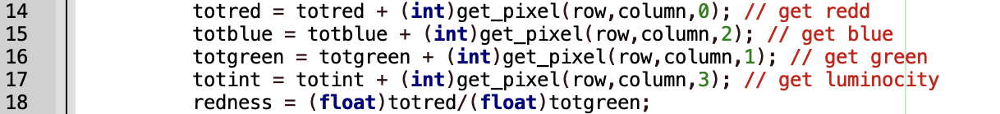 14 totred = totred + (int)get_pixel(row,column,0); // get redd
15 totblue = totblue + (int)get_pixel(row,column,2); // get blue
16 totgreen = totgreen + (int)get_pixel(row,column,1); // get green
17 totint = totint + (int)get_pixel(row,column,3); // get luminocity
18 redness = (float)totred/(float)totgreen;